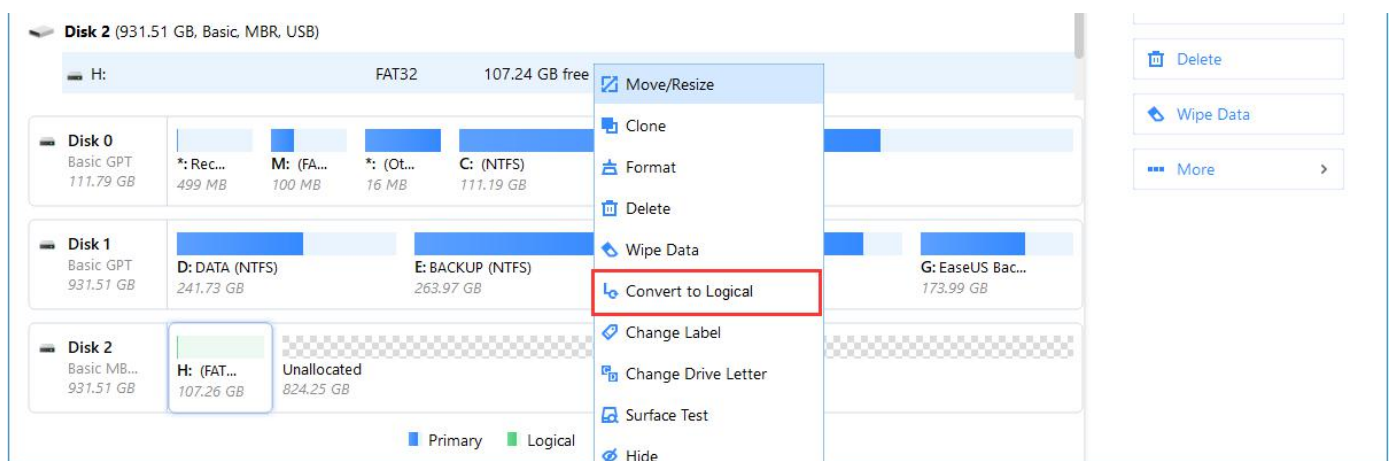 Disk 2 (931.51 GB, Basic, MBR, USB)
H: FAT32 107.24 GB free
Move/Resize
Clone
Format
Delete
Wipe Data
Convert to Logical
Change Label
Change Drive Letter
Surface Test
Hide
Disk 0
Basic GPT
111.79 GB
*: Rec...
499 MB
M: (FA...
100 MB
*: (Ot...
16 MB
C: (NTFS)
111.19 GB
Disk 1
Basic GPT
931.51 GB
D: DATA (NTFS)
241.73 GB
E: BACKUP (NTFS)
263.97 GB
G: EaseUS Bac...
173.99 GB
Disk 2
Basic MB...
931.51 GB
H: (FAT...
107.26 GB
Unallocated
824.25 GB
Primary Logical
Delete
Wipe Data
More